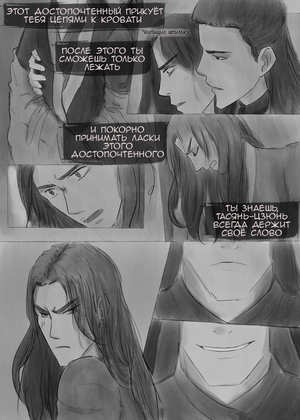 ЭТОТ ДОСТОПОЧТЕННЫЙ ПРИКУЁТ
ТЕБЯ ЦЕПЯМИ К КРОВАТИ
ПОСЛЕ ЭТОГО ТЫ
СМОЖЕШЬ ТОЛЬКО
ЛЕЖАТЬ
И ПОКОРНО
ПРИНИМАТЬ ЛАСКИ
ЭТОГО
ДОСТОПОЧТЕННОГО
ТЫ ЗНАЕШЬ,
ТАСЯНЬ-ЦЗЮНЬ
ВСЕГДА ДЕРЖИТ
СВОЁ СЛОВО